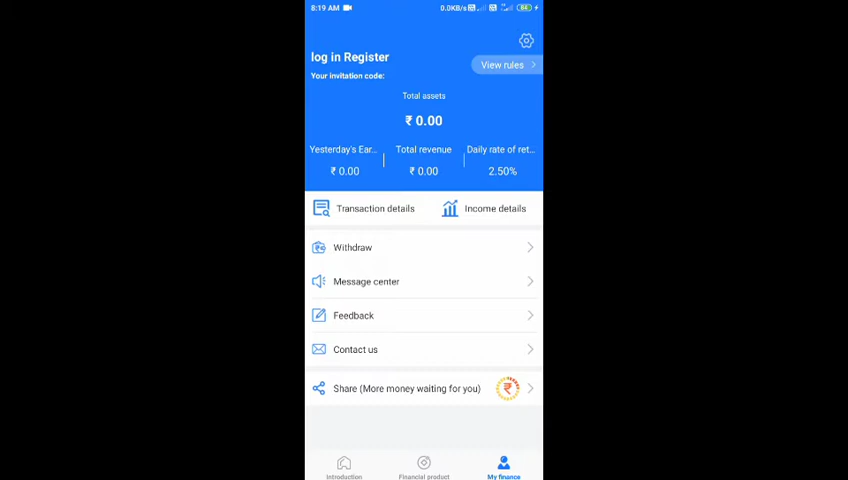 8:19 AM
0.0KB/s
84
log in Register
View rules
Your invitation code:
Total assets
₹ 0.00
Yesterday's Ear...
Total revenue
Daily rate of ret...
₹ 0.00
₹ 0.00
2.50%
Transaction details
Income details
Withdraw
Message center
Feedback
Contact us
Share (More money waiting for you)
Introduction
Financial product
My finance